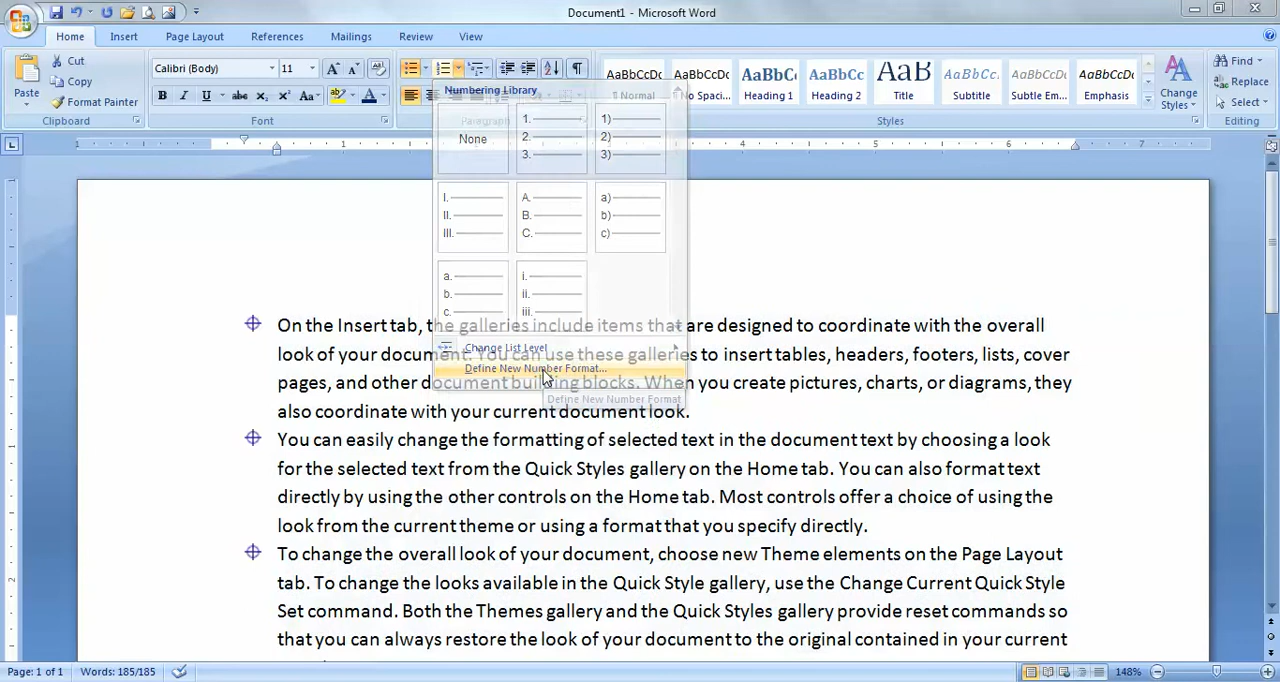 Document1 - Microsoft Word
Home Insert Page Layout References Mailings Review View
Paste
Cut
Copy
Format Painter
Clipboard
Calibri (Body) 11
B I U abc x₂ x² Aa
Font
Paragraph
AaBbCcDc AaBbCcDc AaBbC AaBbCc AaB AaBbCc. AaBbCcDc AaBbCcDc
¶ Normal ¶ No Spaci... Heading 1 Heading 2 Title Subtitle Subtle Em... Emphasis
Change
Styles
Styles
Find
Replace
Select
Editing
Numbering Library
None
1.
2.
3.
1)
2)
3)
I.
II.
III.
A.
B.
C.
a)
b)
c)
a.
b.
c.
i.
ii.
iii.
Change List Level
Define New Number Format...
Define New Number Format
1 1 4 5 6 7
On the Insert tab, the galleries include items that are designed to coordinate with the overall
look of your document. You can use these galleries to insert tables, headers, footers, lists, cover
pages, and other document building blocks. When you create pictures, charts, or diagrams, they
also coordinate with your current document look.
You can easily change the formatting of selected text in the document text by choosing a look
for the selected text from the Quick Styles gallery on the Home tab. You can also format text
directly by using the other controls on the Home tab. Most controls offer a choice of using the
look from the current theme or using a format that you specify directly.
To change the overall look of your document, choose new Theme elements on the Page Layout
tab. To change the looks available in the Quick Style gallery, use the Change Current Quick Style
Set command. Both the Themes gallery and the Quick Styles gallery provide reset commands so
that you can always restore the look of your document to the original contained in your current
Page: 1 of 1 Words: 185/185 148%